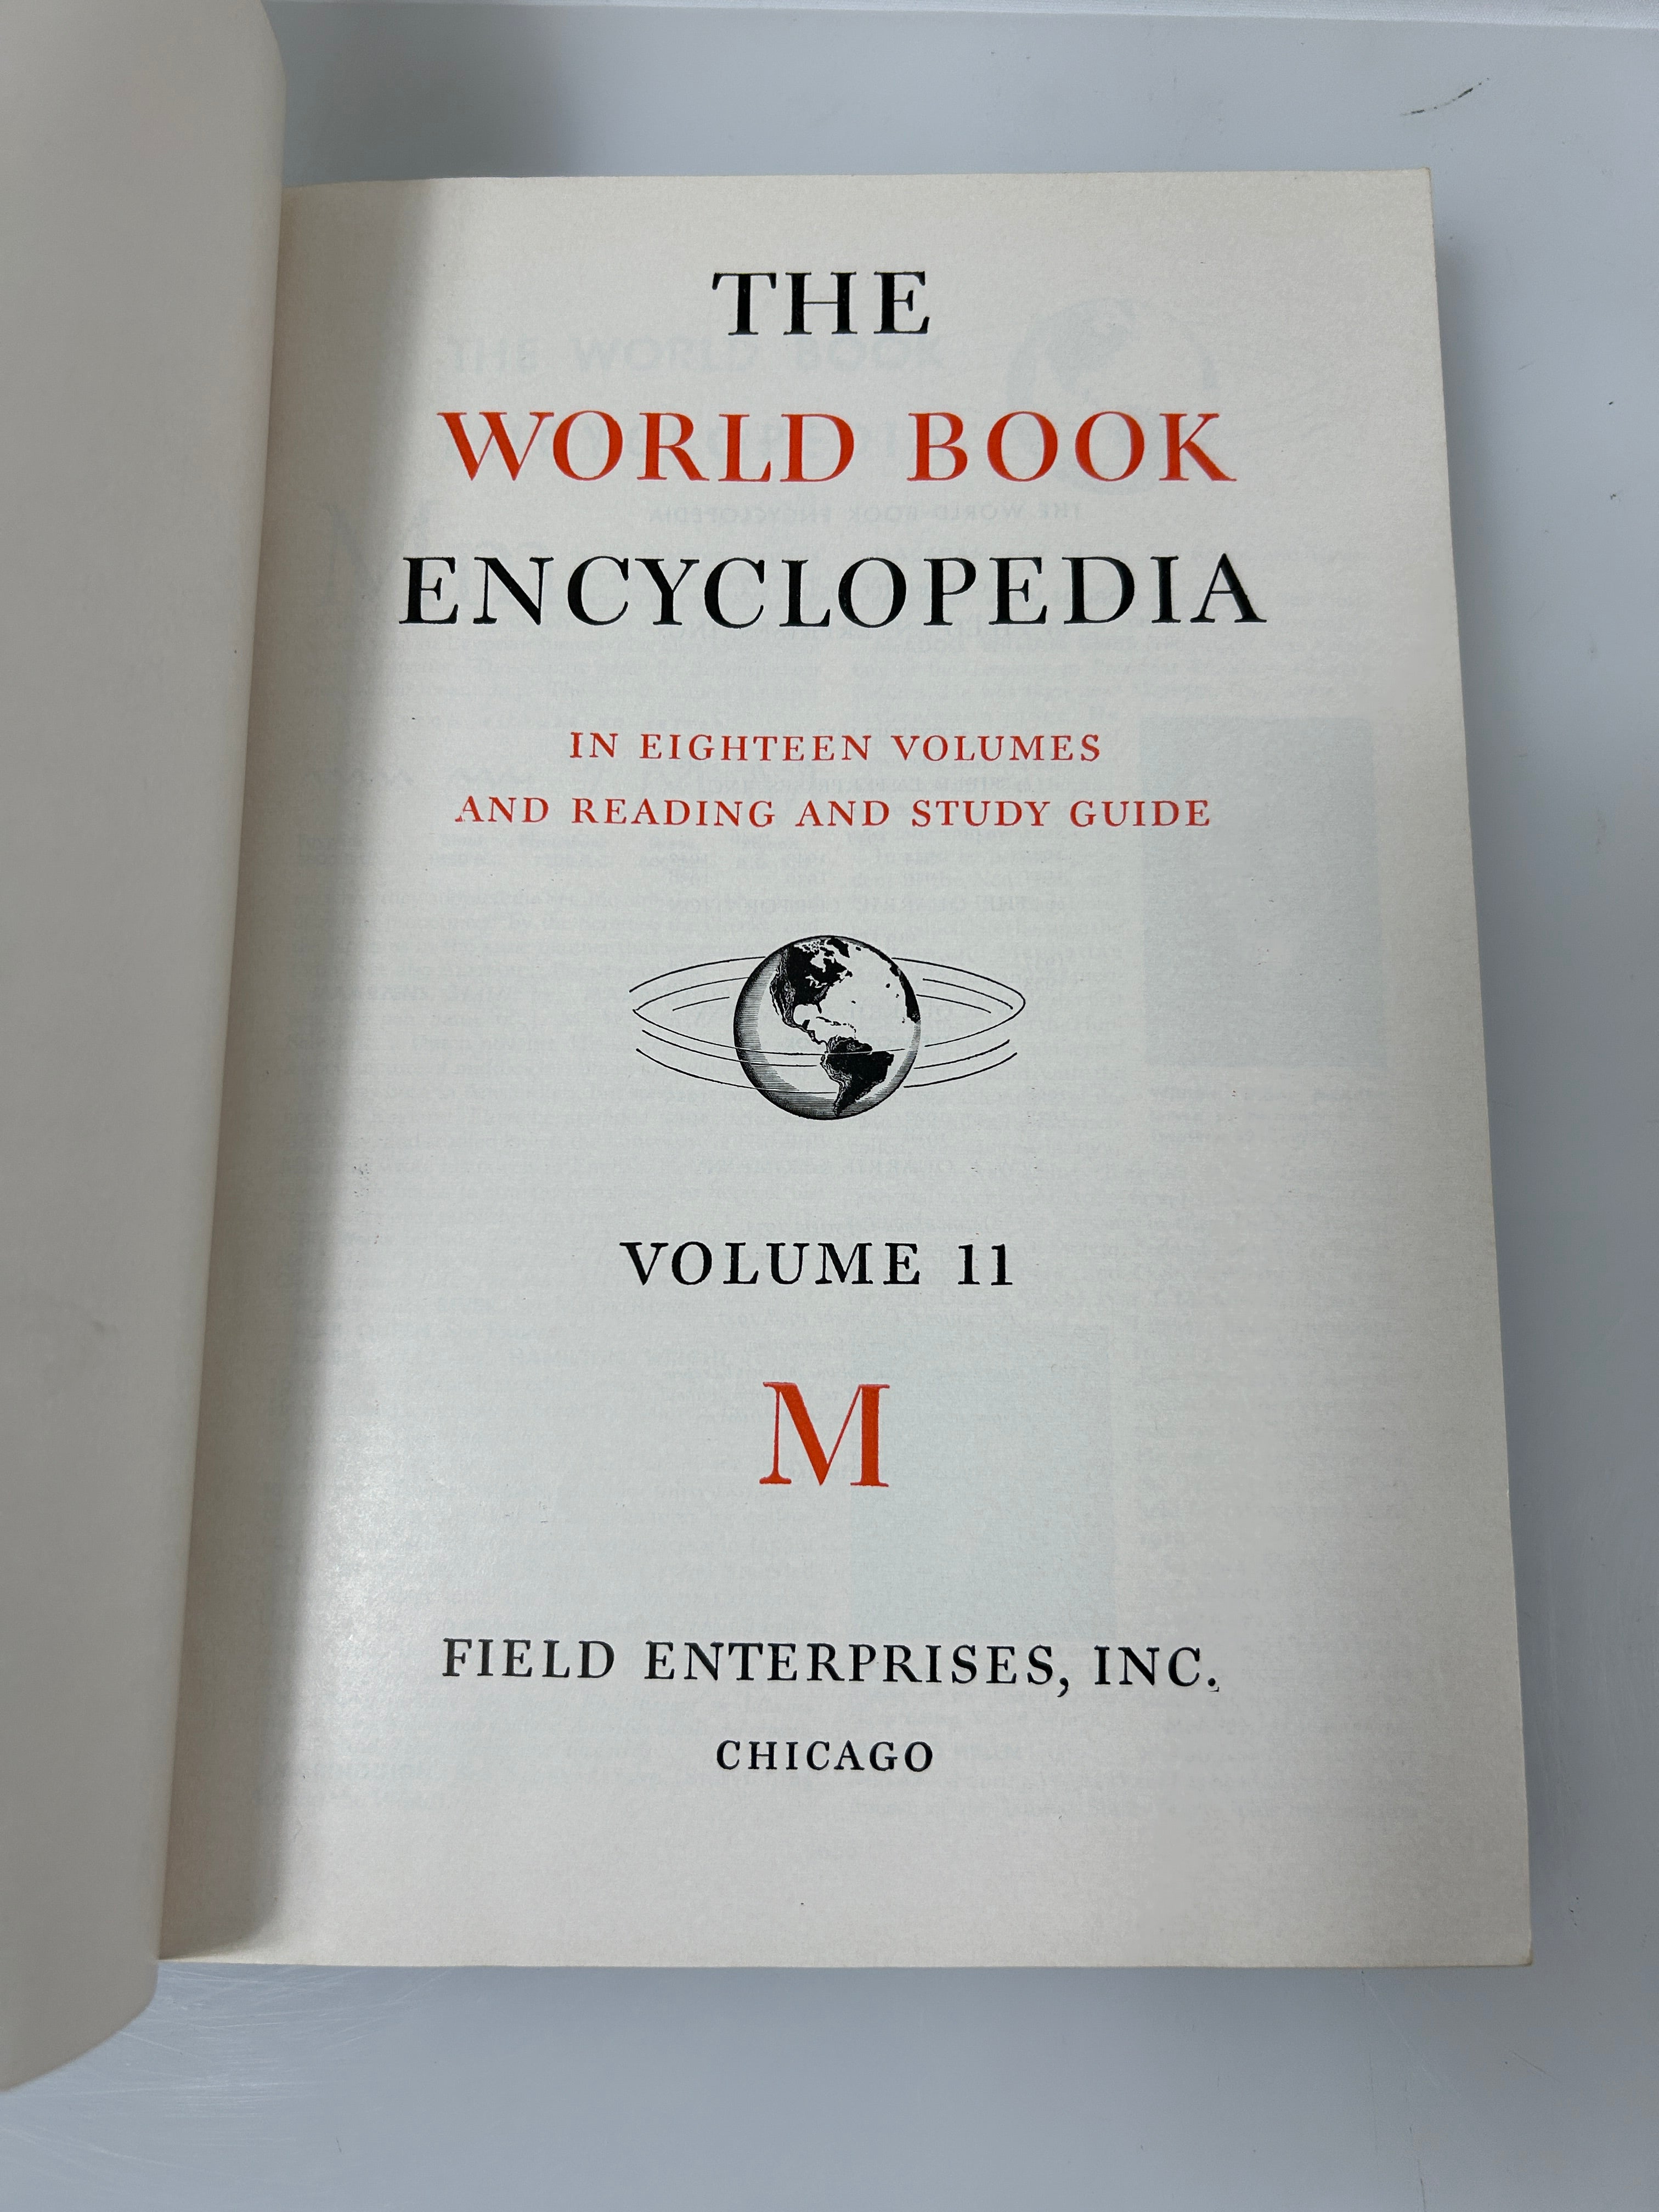 THE
WORLD BOOK
ENCYCLOPEDIA
IN EIGHTEEN VOLUMES
AND READING AND STUDY GUIDE
VOLUME 11
M
FIELD ENTERPRISES, INC.
CHICAGO